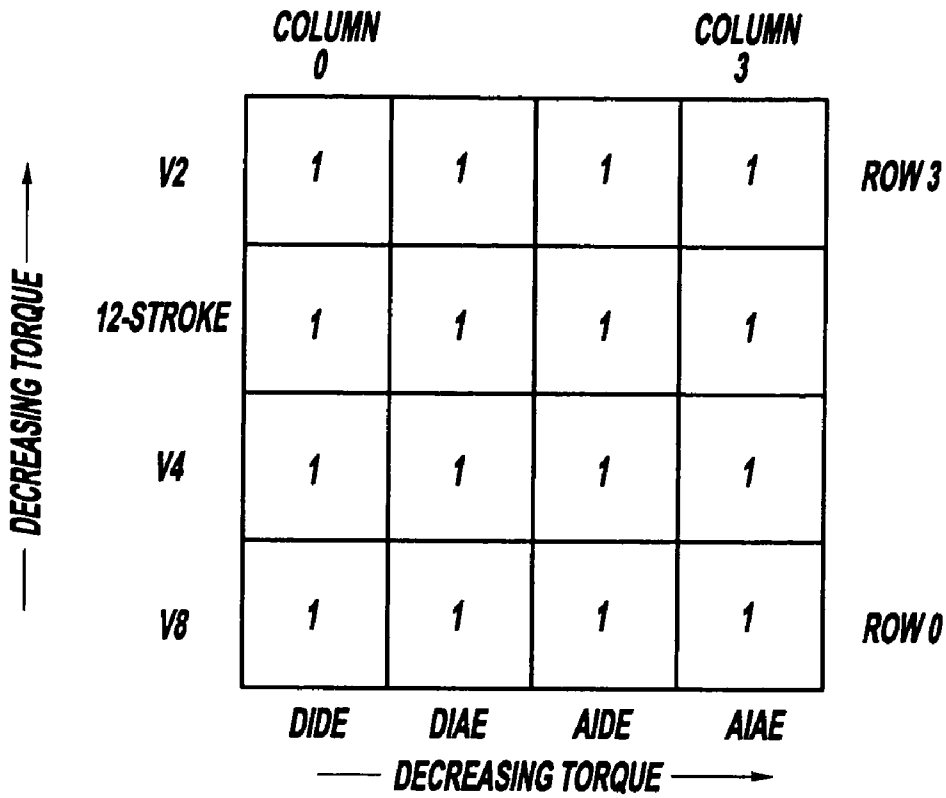 COLUMN 0 COLUMN 3
V2 1 1 1 1 ROW 3
12-STROKE 1 1 1 1
V4 1 1 1 1
V8 1 1 1 1 ROW 0
DIDE DIAE AIDE AIAE
DECREASING TORQUE
DECREASING TORQUE